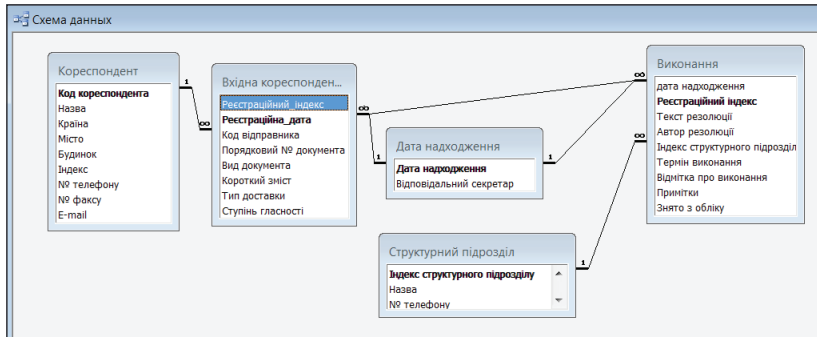 Схема данных
Кореспондент
Код кореспондента
Назва
Країна
Місто
Будинок
Індекс
№ телефону
№ факсу
E-mail
Вхідна кореспонден...
Реєстраційний_індекс
Реєстраційна_дата
Код відправника
Порядковий № документа
Вид документа
Короткий зміст
Тип доставки
Ступінь гласності
Дата надходження
Дата надходження
Відповідальний секретар
Структурний підрозділ
Індекс структурного підрозділу
Назва
№ телефону
Виконання
дата надходження
Реєстраційний індекс
Текст резолюції
Автор резолюції
Індекс структурного підрозділ
Термін виконання
Відмітка про виконання
Примітки
Знято з обліку
1
∞
∞
1
1
∞
∞
1